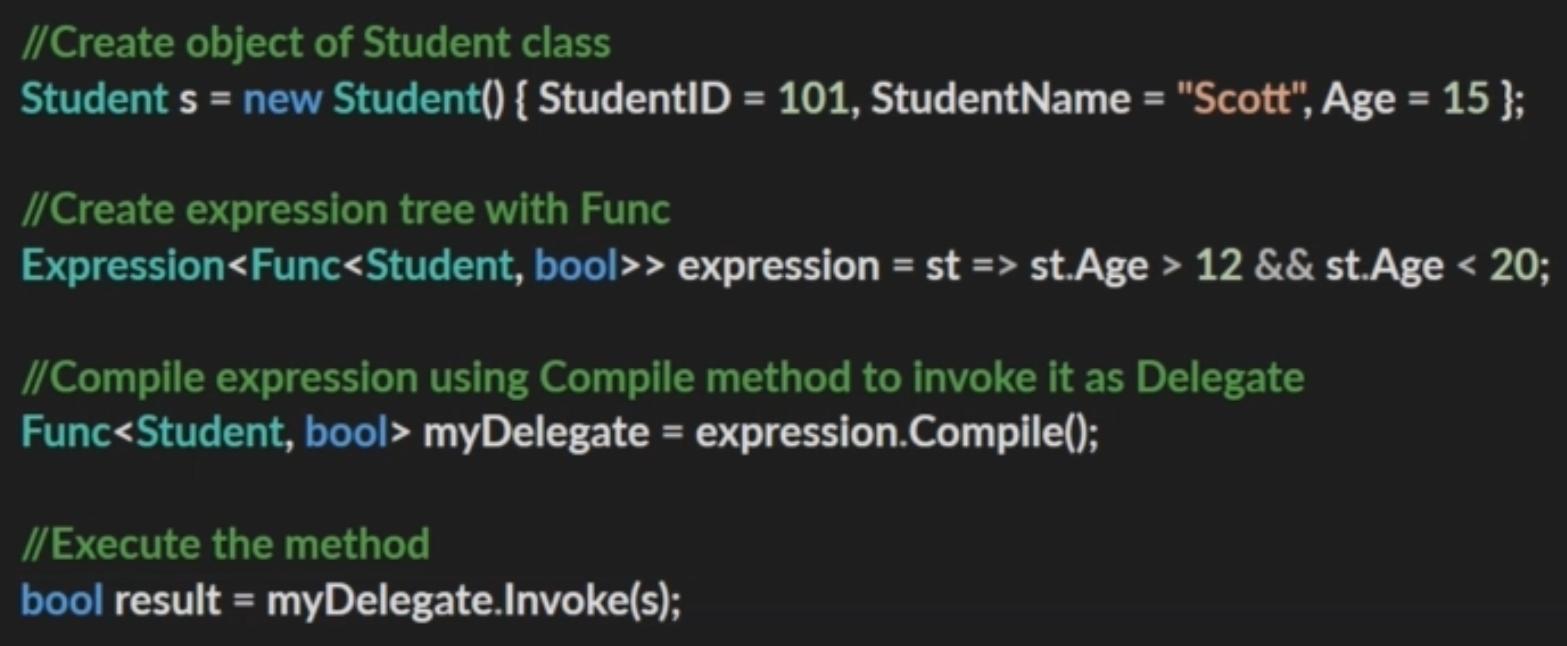 //Create object of Student class
Student s = new Student() { StudentID = 101, StudentName = "Scott", Age = 15 };
//Create expression tree with Func
Expression<Func<Student, bool>> expression = st => st.Age > 12 && st.Age < 20;
//Compile expression using Compile method to invoke it as Delegate
Func<Student, bool> myDelegate = expression.Compile();
//Execute the method
bool result = myDelegate.Invoke(s);